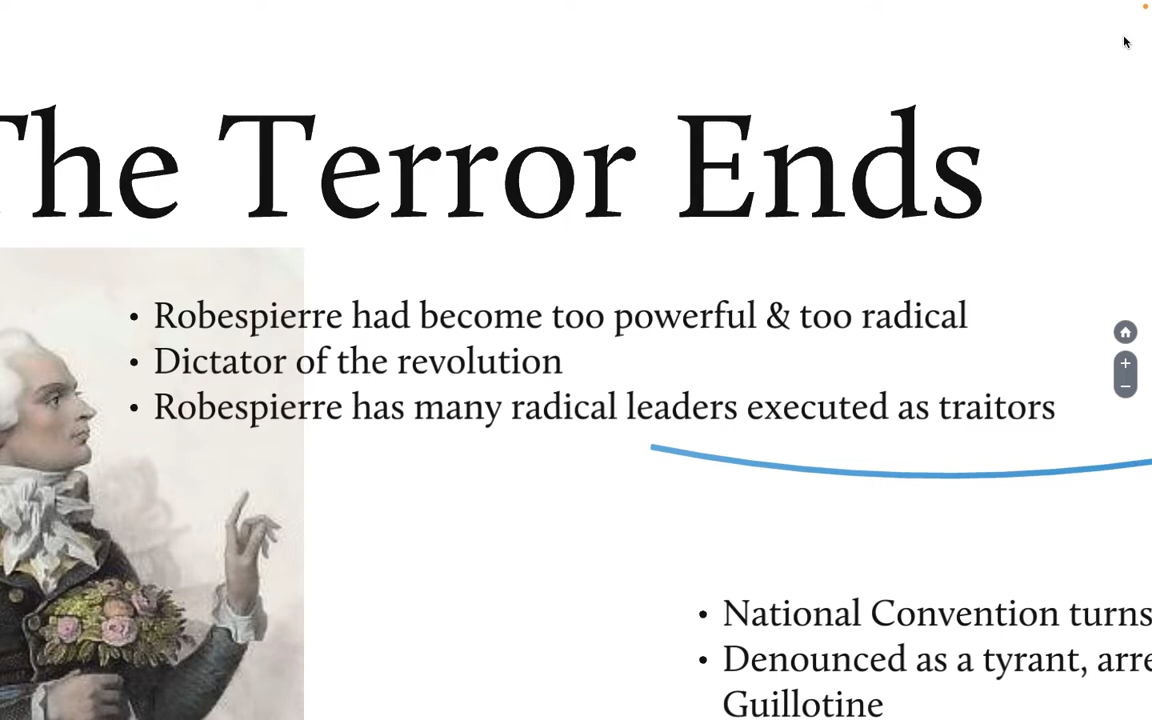 The Terror Ends
• Robespierre had become too powerful & too radical
• Dictator of the revolution
• Robespierre has many radical leaders executed as traitors
• National Convention turns
• Denounced as a tyrant, arre
Guillotine